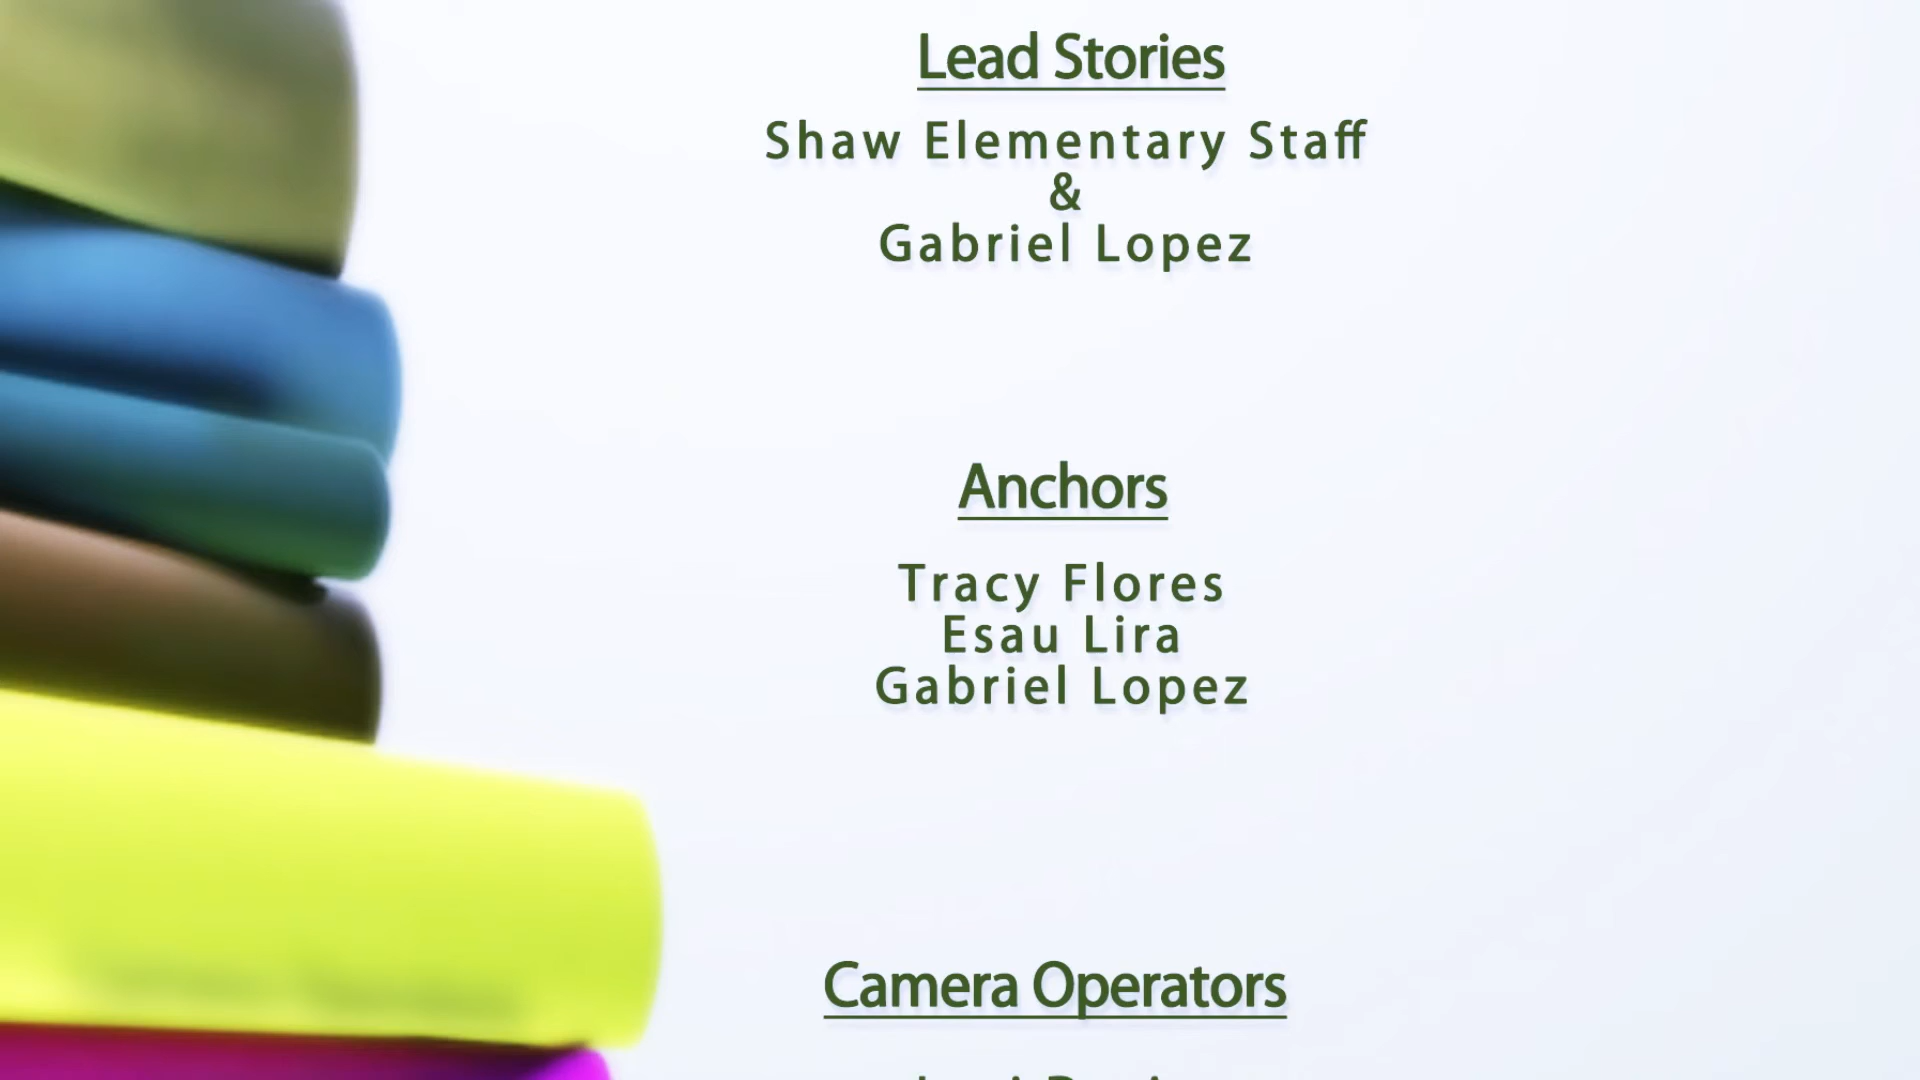 Lead Stories
Shaw Elementary Staff
&
Gabriel Lopez
Anchors
Tracy Flores
Esau Lira
Gabriel Lopez
Camera Operators